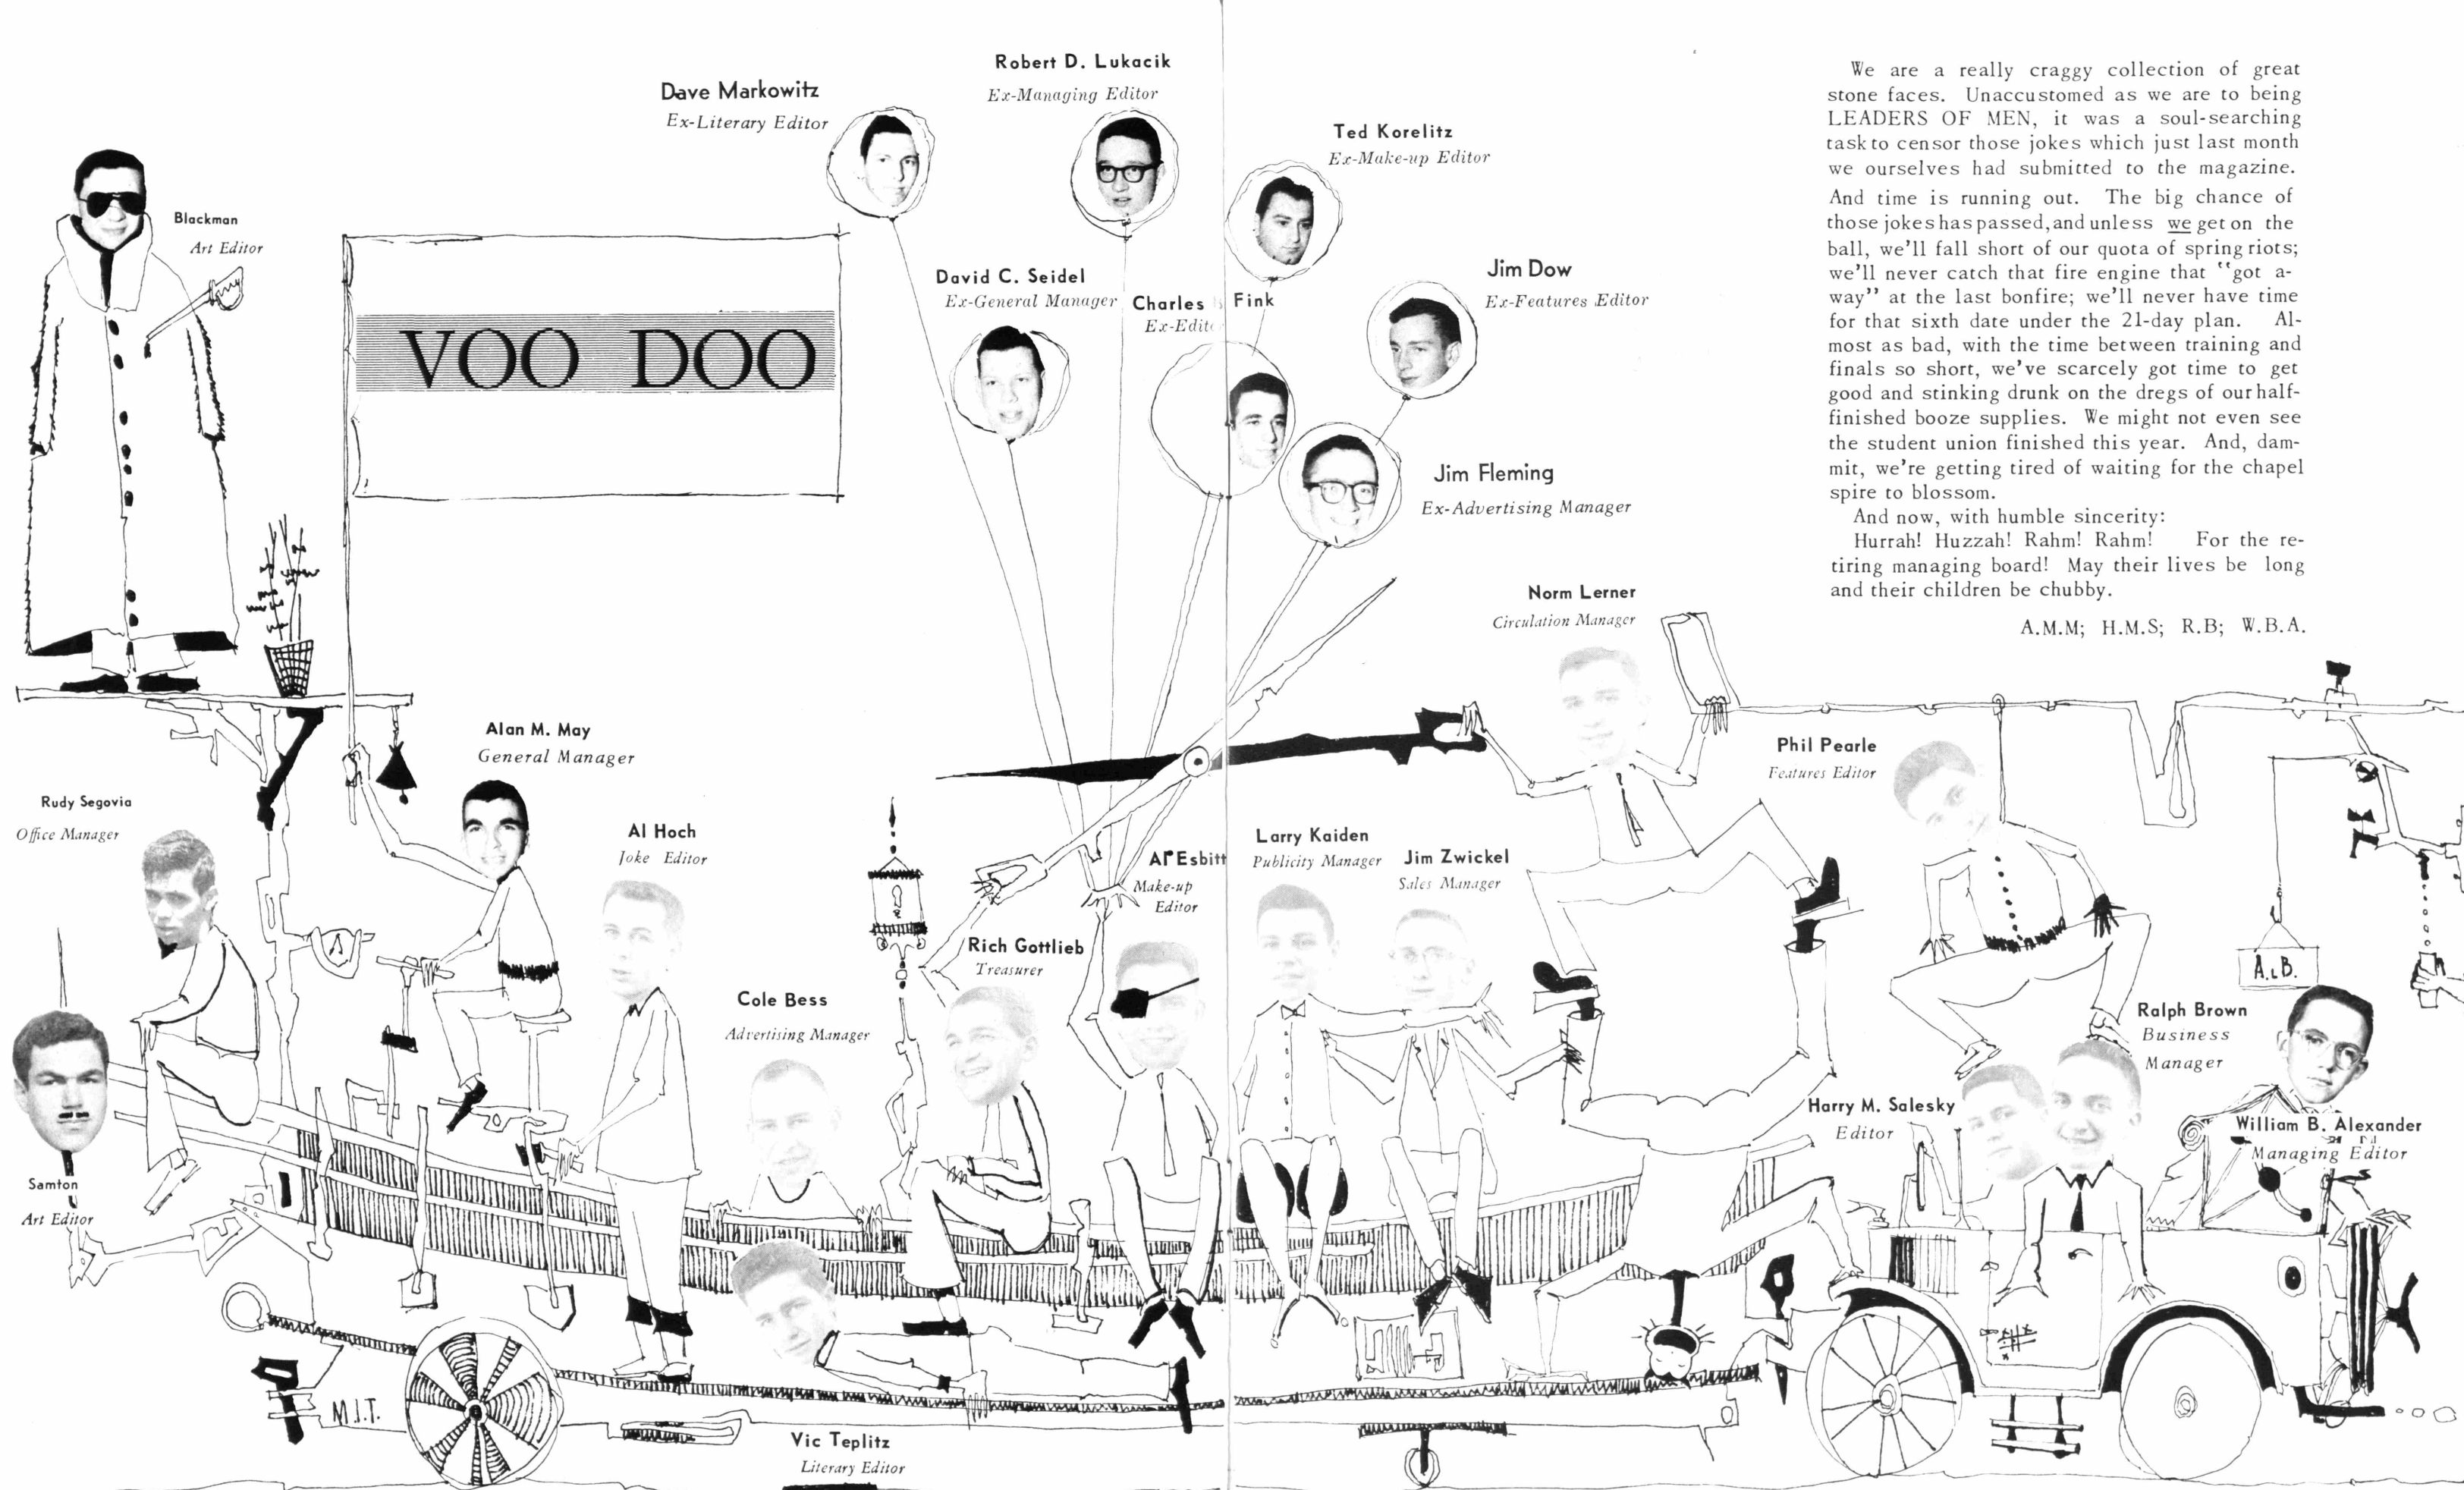 Robert D. Lukacik
Ex-Managing Editor
Dave Markowitz
Ex-Literary Editor
Ted Korelitz
Ex-Make-up Editor
Blackman
Art Editor
David C. Seidel
Ex-General Manager
Charles Fink
Ex-Edit
Jim Dow
Ex-Features Editor
VOO DOO
Jim Fleming
Ex-Advertising Manager
We are a really craggy collection of great
stone faces. Unaccustomed as we are to being
LEADERS OF MEN, it was a soul-searching
task to censor those jokes which just last month
we ourselves had submitted to the magazine.
And time is running out. The big chance of
those jokes has passed, and unless we get on the
ball, we'll fall short of our quota of spring riots;
we'll never catch that fire engine that "got a-
way" at the last bonfire; we'll never have time
for that sixth date under the 21-day plan. Al-
most as bad, with the time between training and
finals so short, we've scarcely got time to get
good and stinking drunk on the dregs of our half-
finished booze supplies. We might not even see
the student union finished this year. And, dam-
mit, we're getting tired of waiting for the chapel
spire to blossom.
And now, with humble sincerity:
Hurrah! Huzzah! Rahm! Rahm! For the re-
tiring managing board! May their lives be long
and their children be chubby.
A.M.M; H.M.S; R.B; W.B.A.
Norm Lerner
Circulation Manager
Alan M. May
General Manager
Phil Pearle
Features Editor
Rudy Segovia
Office Manager
Al Hoch
Joke Editor
Al Esbitt
Make-up
Editor
Larry Kaiden
Publicity Manager
Jim Zwickel
Sales Manager
Rich Gottlieb
Treasurer
A.L.B.
Cole Bess
Advertising Manager
Ralph Brown
Business
Manager
Harry M. Salesky
Editor
William B. Alexander
Managing Editor
Samton
Art Editor
M.I.T.
Vic Teplitz
Literary Editor